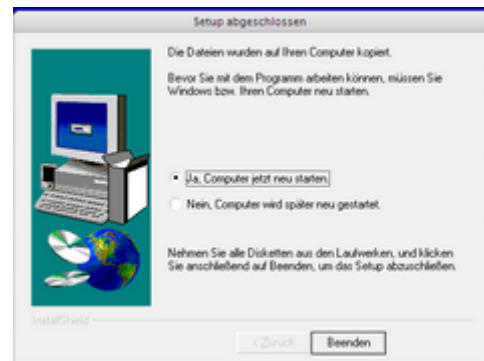 Setup abgeschlossen
Die Dateien wurden auf Ihren Computer kopiert.
Bevor Sie mit dem Programm arbeiten können, müssen Sie
Windows bzw. Ihren Computer neu starten.
Ja, Computer jetzt neu starten.
Nein, Computer wird später neu gestartet.
Nehmen Sie alle Disketten aus den Laufwerken, und klicken
Sie anschließend auf Beenden, um das Setup abzuschließen.
InstallShield
< Zurück Beenden